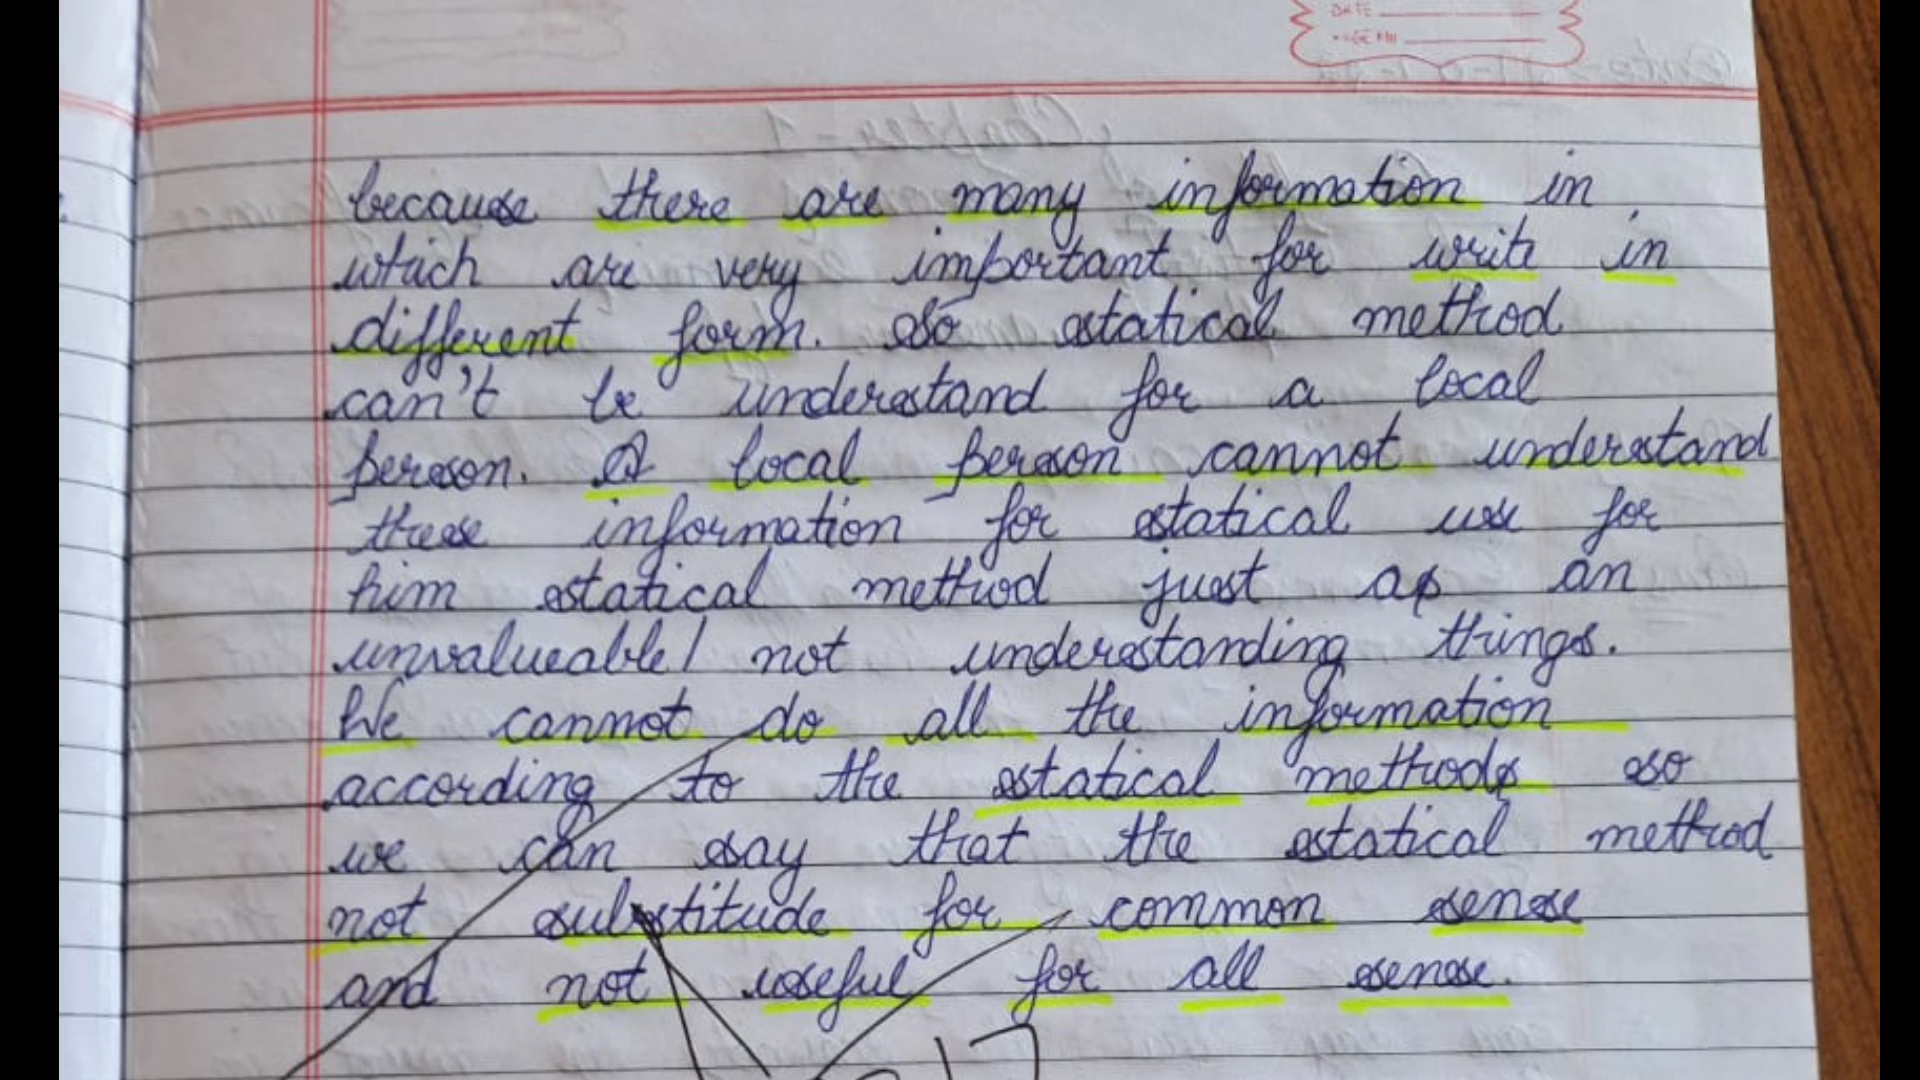 DATE
PAGE NO
because there are many information in
which are very important for write in
different form. So statical method
can't be understand for a local
person. A local person cannot understand
these information for statical use for
him statical method just as an
unvalueable/ not understanding things.
We cannot do all the information
according to the statical methods so
we can say that the statical method
not substitude for common sense
and not useful for all sense.